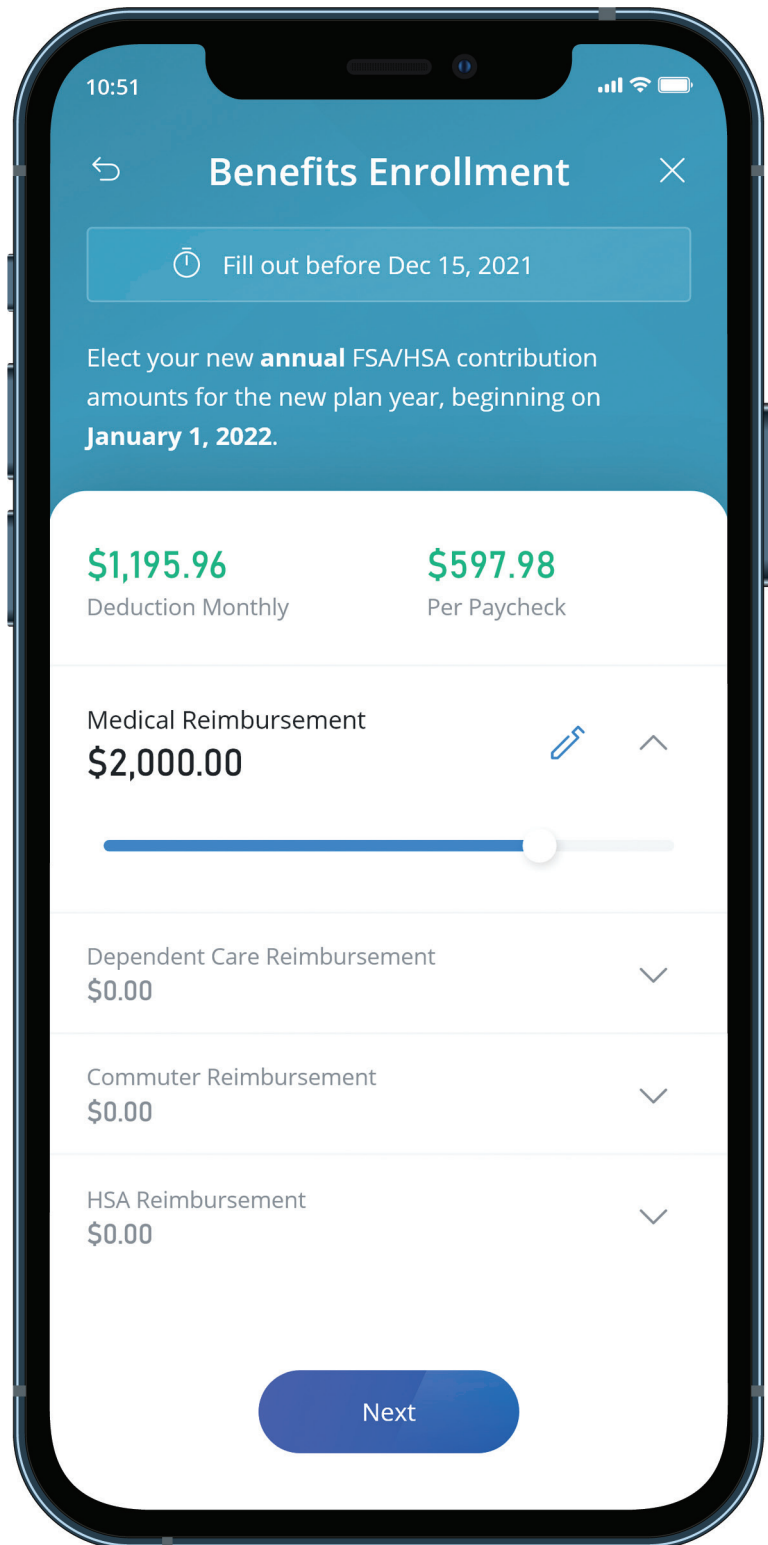 10:51
Benefits Enrollment
Fill out before Dec 15, 2021
Elect your new annual FSA/HSA contribution
amounts for the new plan year, beginning on
January 1, 2022.
$1,195.96 $597.98
Deduction Monthly Per Paycheck
Medical Reimbursement
$2,000.00
Dependent Care Reimbursement
$0.00
Commuter Reimbursement
$0.00
HSA Reimbursement
$0.00
Next